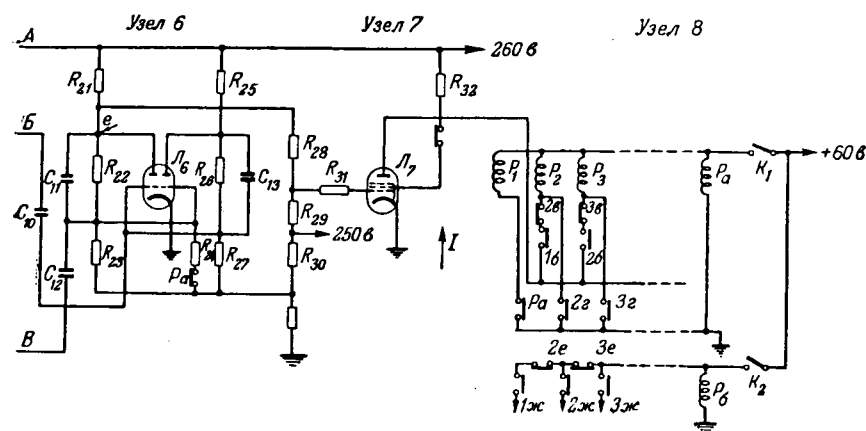 Узел 6
Узел 7
Узел 8
А
260 в
R21
R25
R32
Б
е
Л6
R28
Л7
+60 в
Р1
Р2
Р3
Ра
К1
C11
R22
R26
C13
R31
2в
3в
C10
R29
250 в
I
1б
2б
R23
R24
R27
R30
Ра
C12
Ра
2г
3г
В
2е
3е
К2
1ж
2ж
3ж
Рб